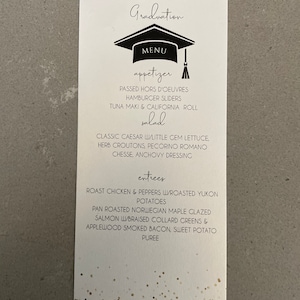 Graduation
MENU
appetizer
PASSED HORS D'OEUVRES
HAMBURGER SLIDERS
TUNA MAKI & CALIFORNIA ROLL
salad
CLASSIC CAESAR W/LITTLE GEM LETTUCE,
HERB CROUTONS, PECORINO ROMANO
CHESSE, ANCHOVY DRESSING
entrees
ROAST CHICKEN & PEPPERS W/ROASTED YUKON
POTATOES
PAN ROASTED NORWEGIAN MAPLE GLAZED
SALMON W/BRAISED COLLARD GREENS &
APPLEWOOD SMOKED BACON, SWEET POTATO
PUREE